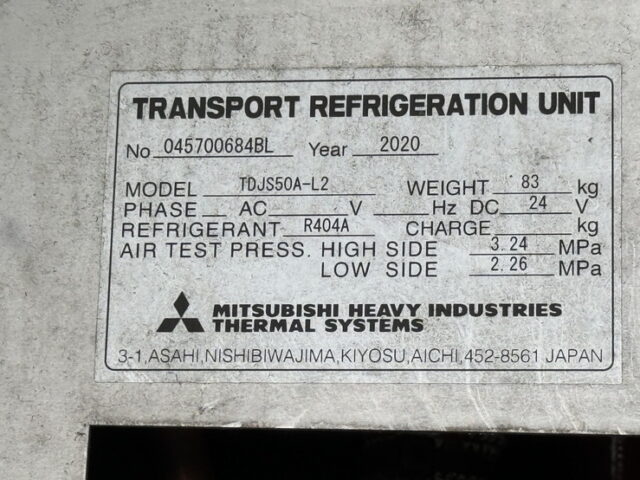 TRANSPORT REFRIGERATION UNIT
No 045700684BL Year 2020
MODEL TDJS50A-L2 WEIGHT 83 kg
PHASE AC V Hz DC 24 V
REFRIGERANT R404A CHARGE kg
AIR TEST PRESS. HIGH SIDE 3.24 MPa
LOW SIDE 2.26 MPa
MITSUBISHI HEAVY INDUSTRIES
THERMAL SYSTEMS
3-1,ASAHI,NISHIBIWAJIMA,KIYOSU,AICHI,452-8561 JAPAN